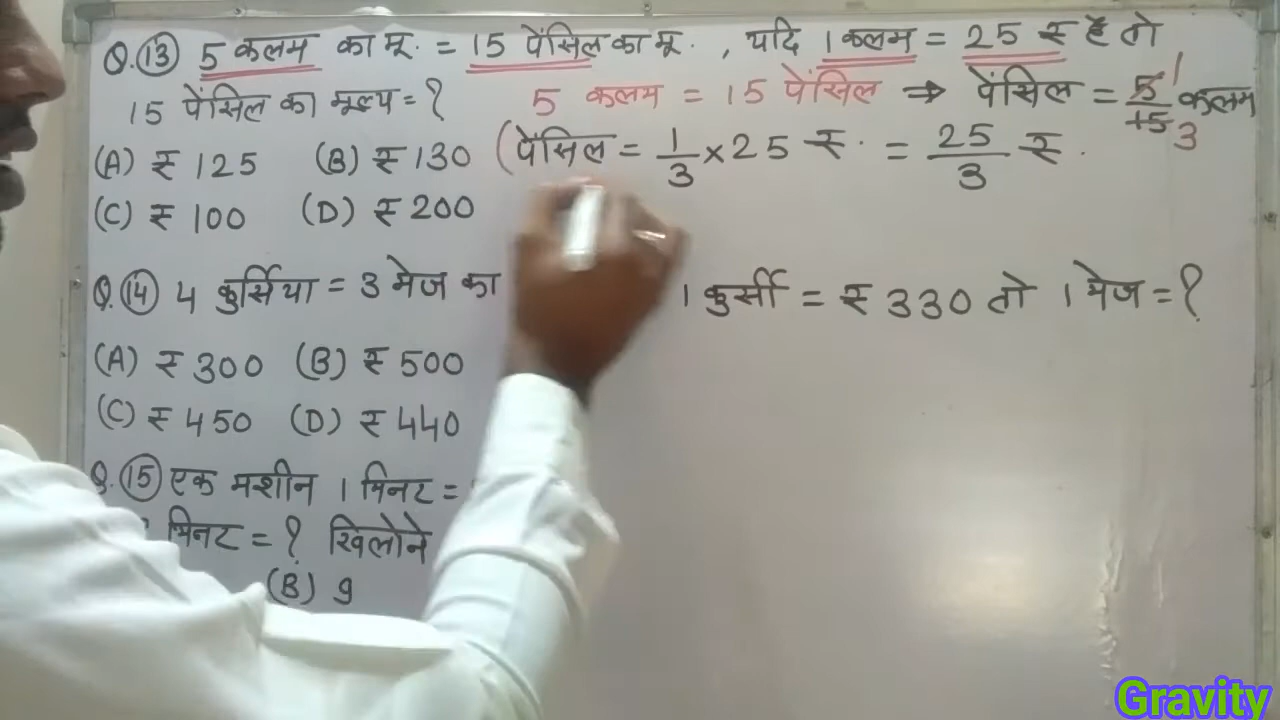 Q. 13 5 कलम का मू. = 15 पेंसिल का मू. , यदि 1 कलम = 25 रु है तो
15 पेंसिल का मूल्य = ?
5 कलम = 15 पेंसिल ⇒ पेंसिल = 5/15 कलम
1
3
(A) रु 125 (B) रु 130
(पेंसिल = 1/3 × 25 रु. = 25/3 रु.
(C) रु 100 (D) रु 200
Q. 14 4 कुर्सिया = 3 मेज का
1 कुर्सी = रु 330 तो 1 मेज = ?
(A) रु 300 (B) रु 500
(C) रु 450 (D) रु 440
Q. 15 एक मशीन 1 मिनट =
मिनट = ? खिलोने
(B) 9
Gravity